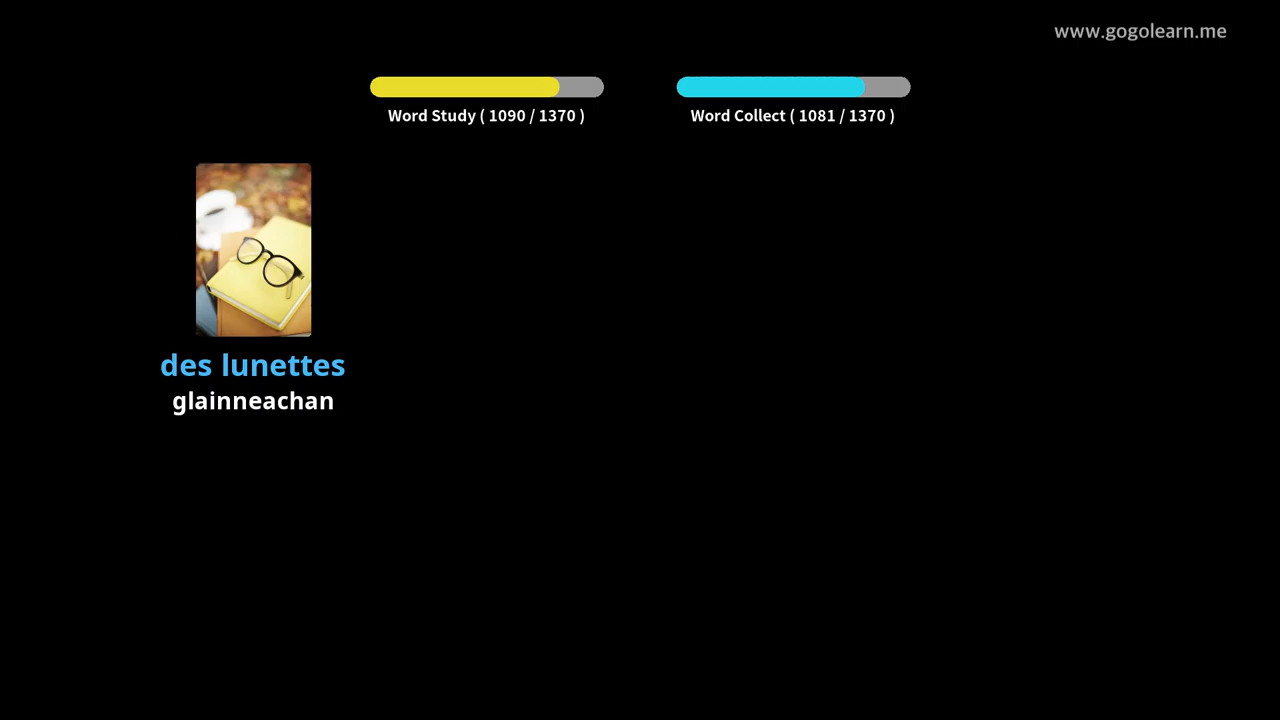 www.gogolearn.me
Word Study ( 1090 / 1370 )
Word Collect ( 1081 / 1370 )
des lunettes
glainneachan